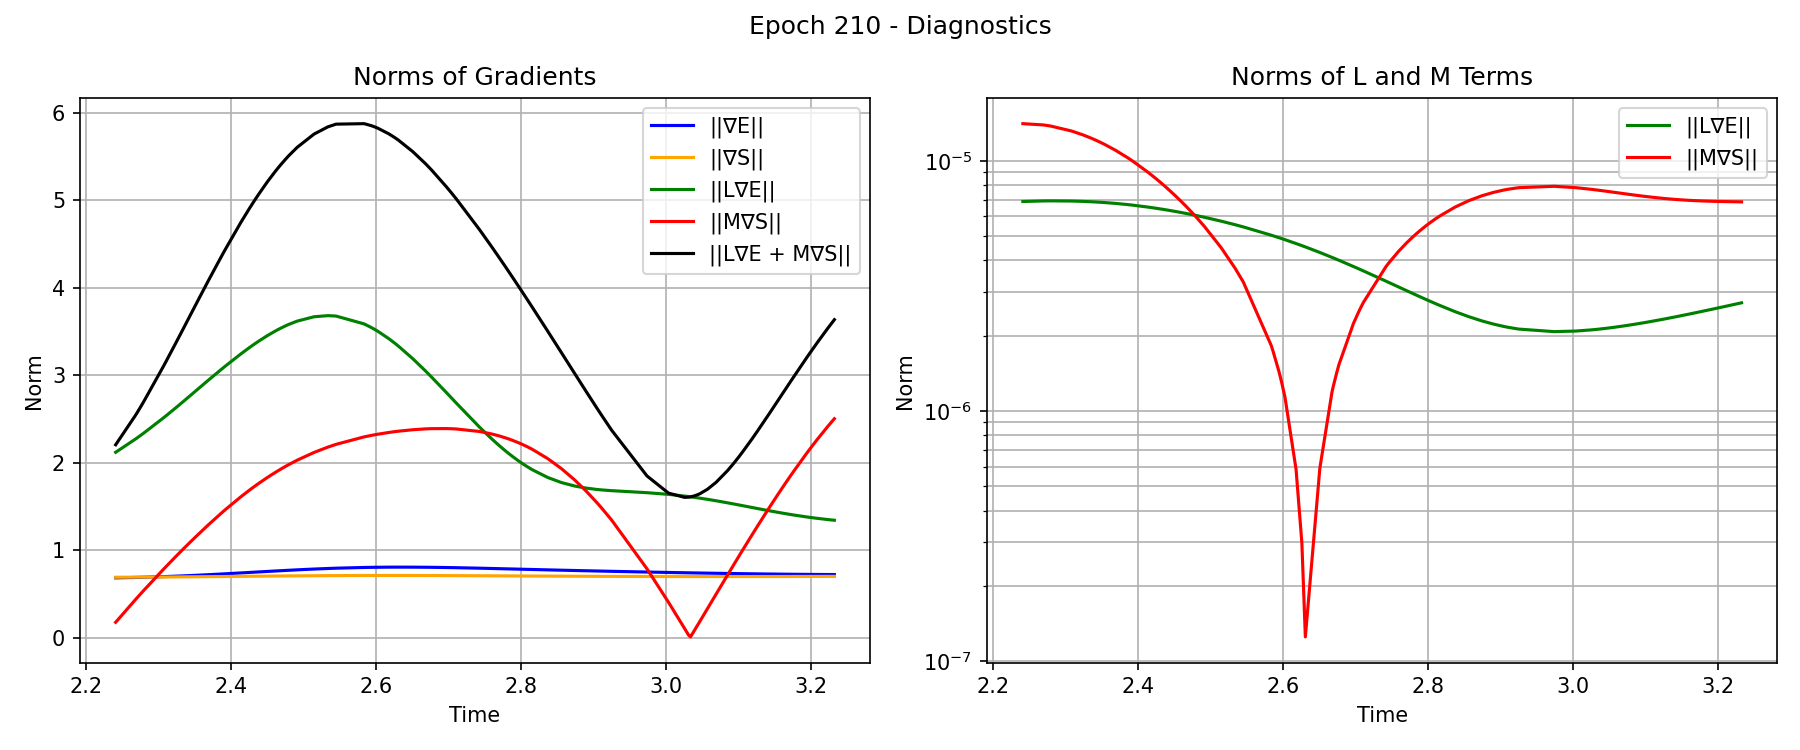 Epoch 210 - Diagnostics
Norms of Gradients
Norm
6
5
4
3
2
1
0
2.2 2.4 2.6 2.8 3.0 3.2
Time
||∇E||
||∇S||
||L∇E||
||M∇S||
||L∇E + M∇S||
Norms of L and M Terms
Norm
10⁻⁵
10⁻⁶
10⁻⁷
2.2 2.4 2.6 2.8 3.0 3.2
Time
||L∇E||
||M∇S||